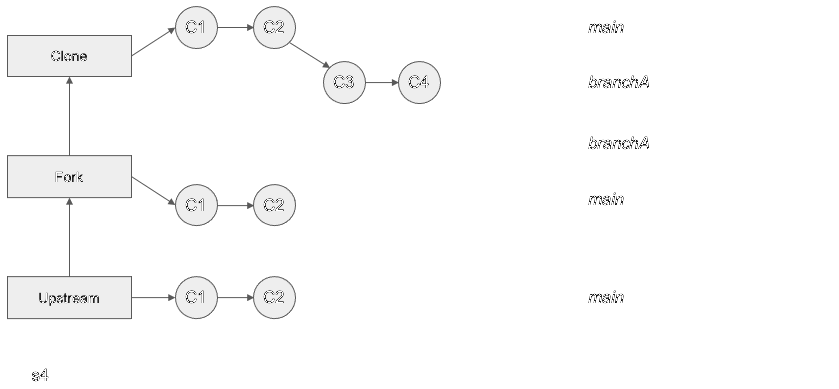 C1 C2 main
Clone
C3 C4 branchA
branchA
Fork
C1 C2 main
Upstream C1 C2 main
s4